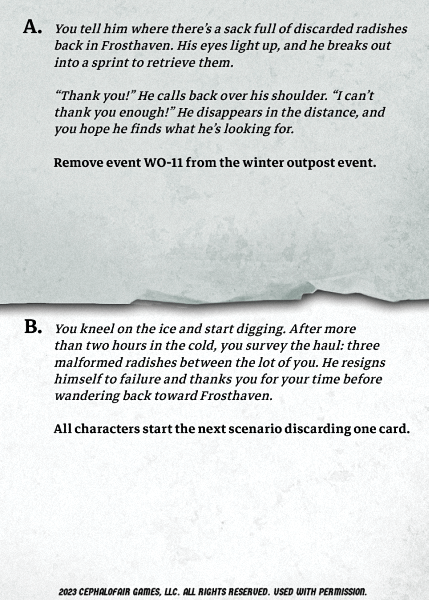 A. You tell him where there’s a sack full of discarded radishes
back in Frosthaven. His eyes light up, and he breaks out
into a sprint to retrieve them.
“Thank you!” He calls back over his shoulder. “I can’t
thank you enough!” He disappears in the distance, and
you hope he finds what he’s looking for.
Remove event WO-11 from the winter outpost event.
B. You kneel on the ice and start digging. After more
than two hours in the cold, you survey the haul: three
malformed radishes between the lot of you. He resigns
himself to failure and thanks you for your time before
wandering back toward Frosthaven.
All characters start the next scenario discarding one card.
2023 CEPHALOFAIR GAMES, LLC. ALL RIGHTS RESERVED. USED WITH PERMISSION.